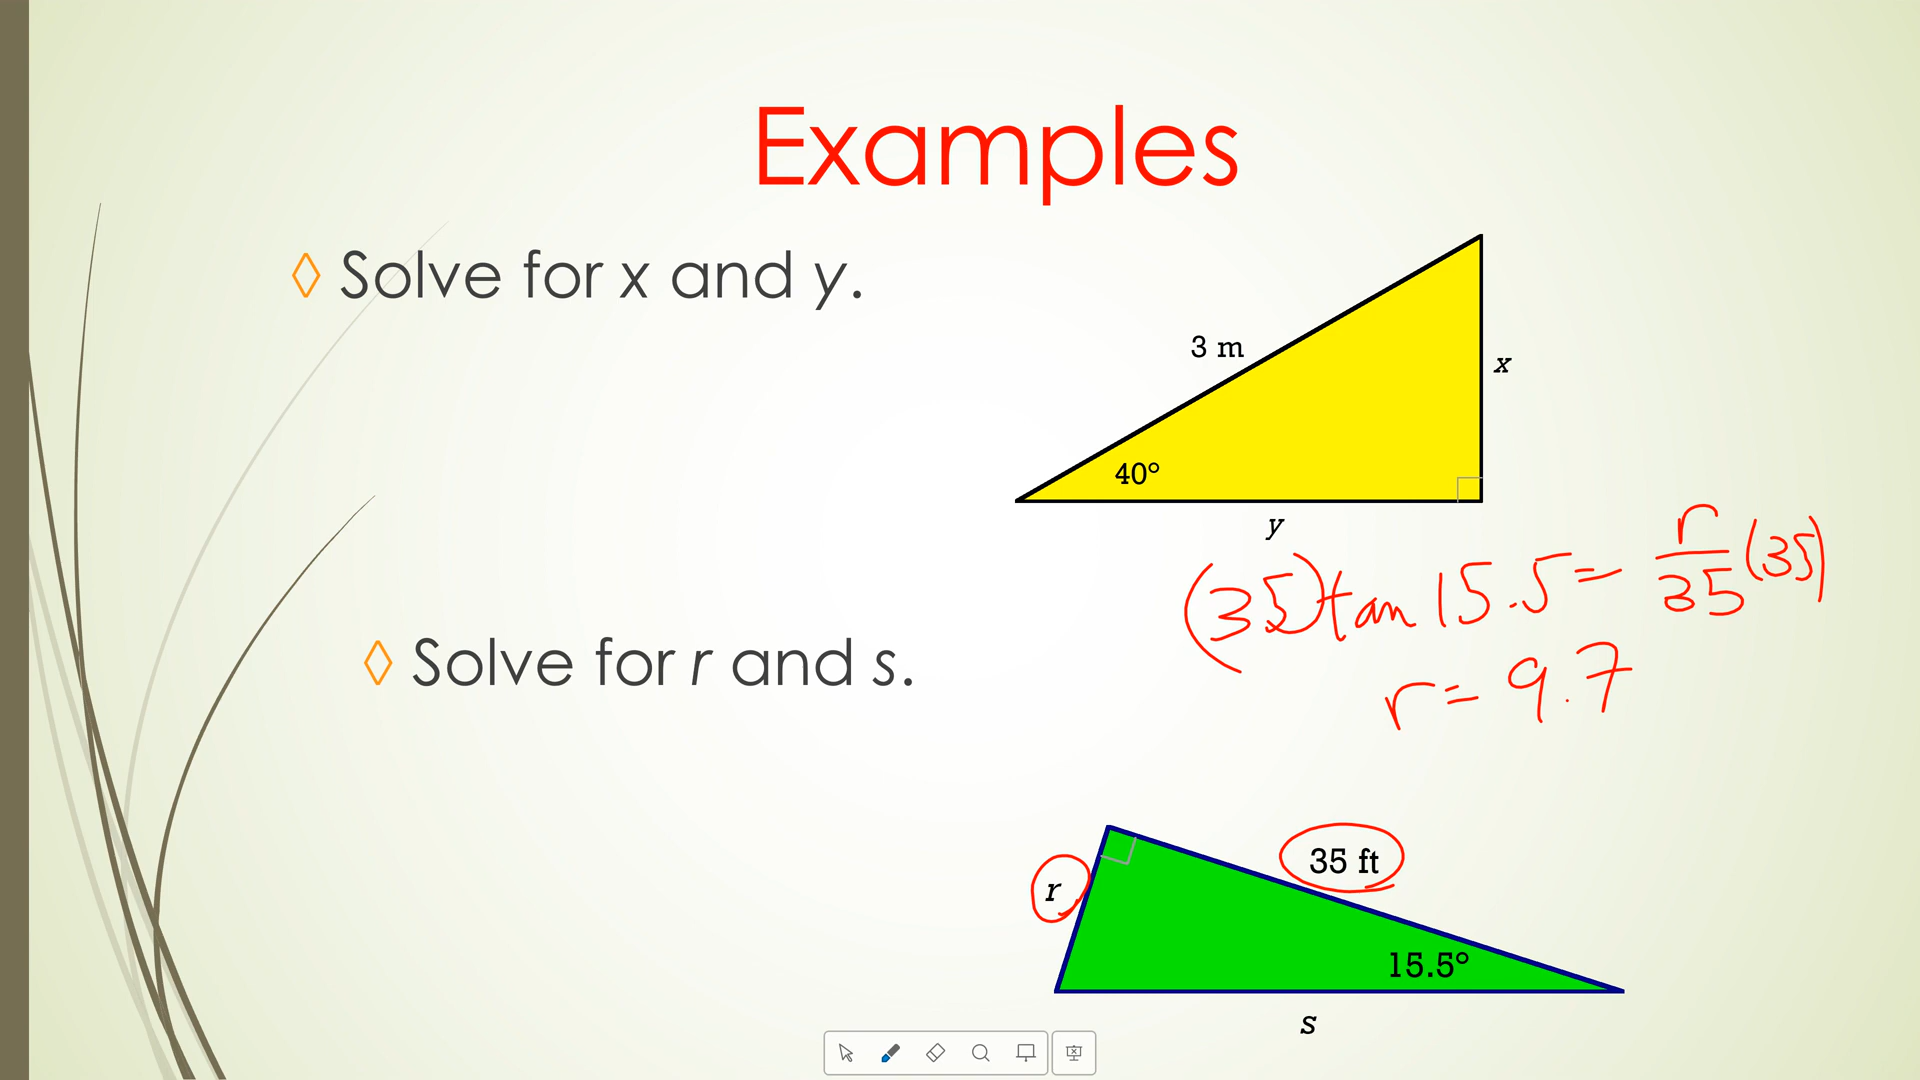 Examples
◊ Solve for x and y.
3 m
x
40°
y
(35) tan 15.5 = r/35 (35)
r = 9.7
◊ Solve for r and s.
35 ft
r
15.5°
s